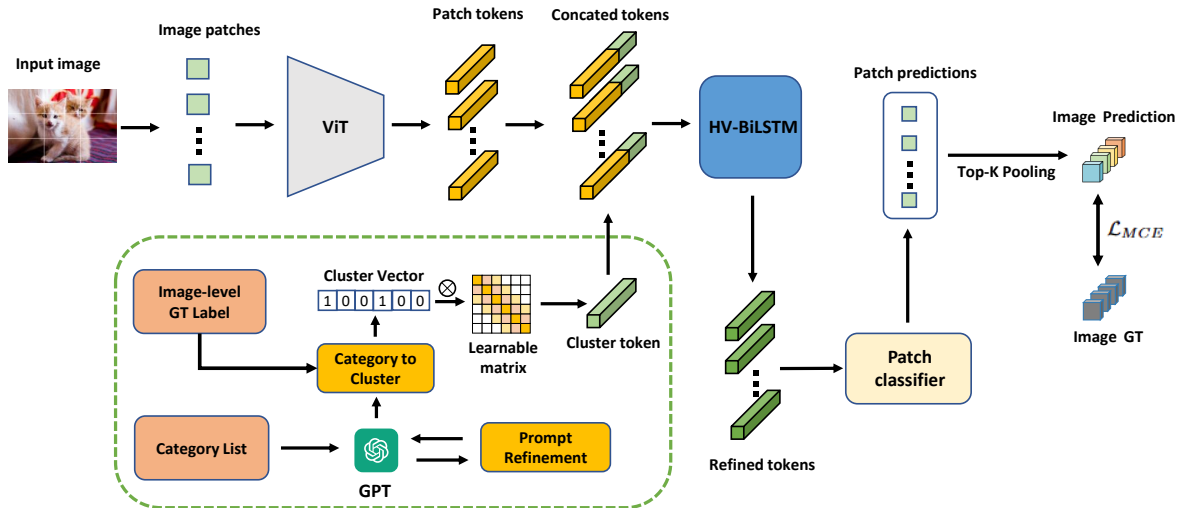 Input image
Image patches
ViT
Patch tokens
Concated tokens
HV-BiLSTM
Patch predictions
Top-K Pooling
Image Prediction
ℒMCE
Image GT
Image-level
GT Label
Cluster Vector
1 0 0 1 0 0
⊗
Learnable
matrix
Cluster token
Category to
Cluster
Category List
GPT
Prompt
Refinement
Refined tokens
Patch
classifier